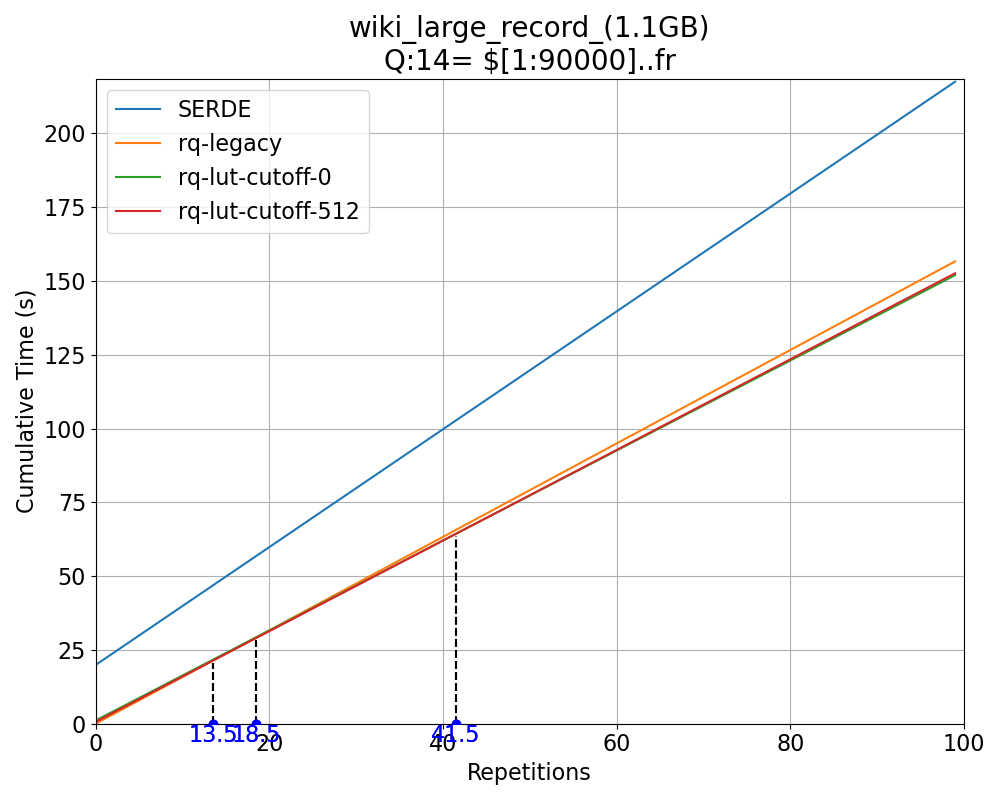 wiki_large_record_(1.1GB)
Q:14= $[1:90000]..fr
SERDE
rq-legacy
rq-lut-cutoff-0
rq-lut-cutoff-512
Cumulative Time (s)
200
175
150
125
100
75
50
25
0
0 20 40 60 80 100
13.5 18.5 41.5
Repetitions